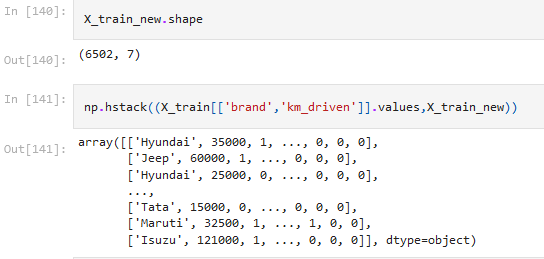 In [140]:
X_train_new.shape
Out[140]:
(6502, 7)
In [141]:
np.hstack((X_train[['brand','km_driven']].values,X_train_new))
Out[141]:
array([['Hyundai', 35000, 1, ..., 0, 0, 0],
['Jeep', 60000, 1, ..., 0, 0, 0],
['Hyundai', 25000, 0, ..., 0, 0, 0],
...,
['Tata', 15000, 0, ..., 0, 0, 0],
['Maruti', 32500, 1, ..., 1, 0, 0],
['Isuzu', 121000, 1, ..., 0, 0, 0]], dtype=object)